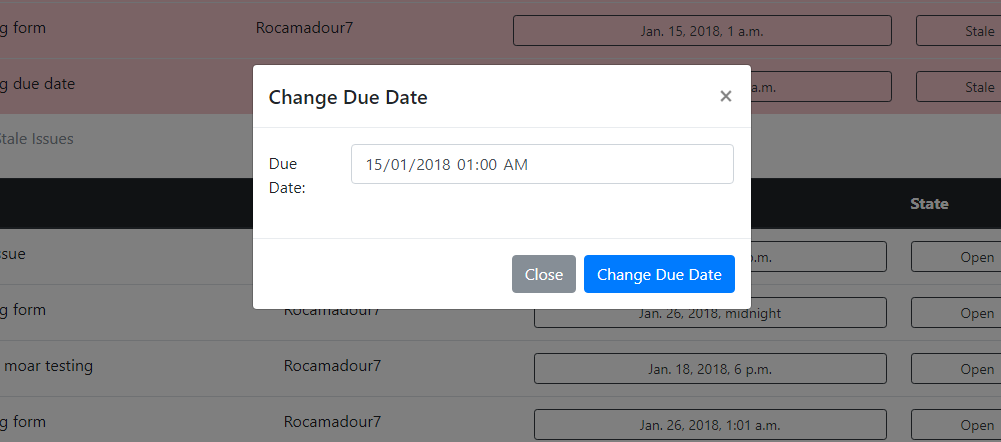 g form Rocamadour7 Jan. 15, 2018, 1 a.m. Stale
g due date a.m. Stale
Change Due Date ×
Stale Issues
Due
Date:
15/01/2018 01:00 AM
State
ssue p.m. Open
Close Change Due Date
g form Rocamadour7 Jan. 26, 2018, midnight Open
moar testing Rocamadour7 Jan. 18, 2018, 6 p.m. Open
g form Rocamadour7 Jan. 26, 2018, 1:01 a.m. Open